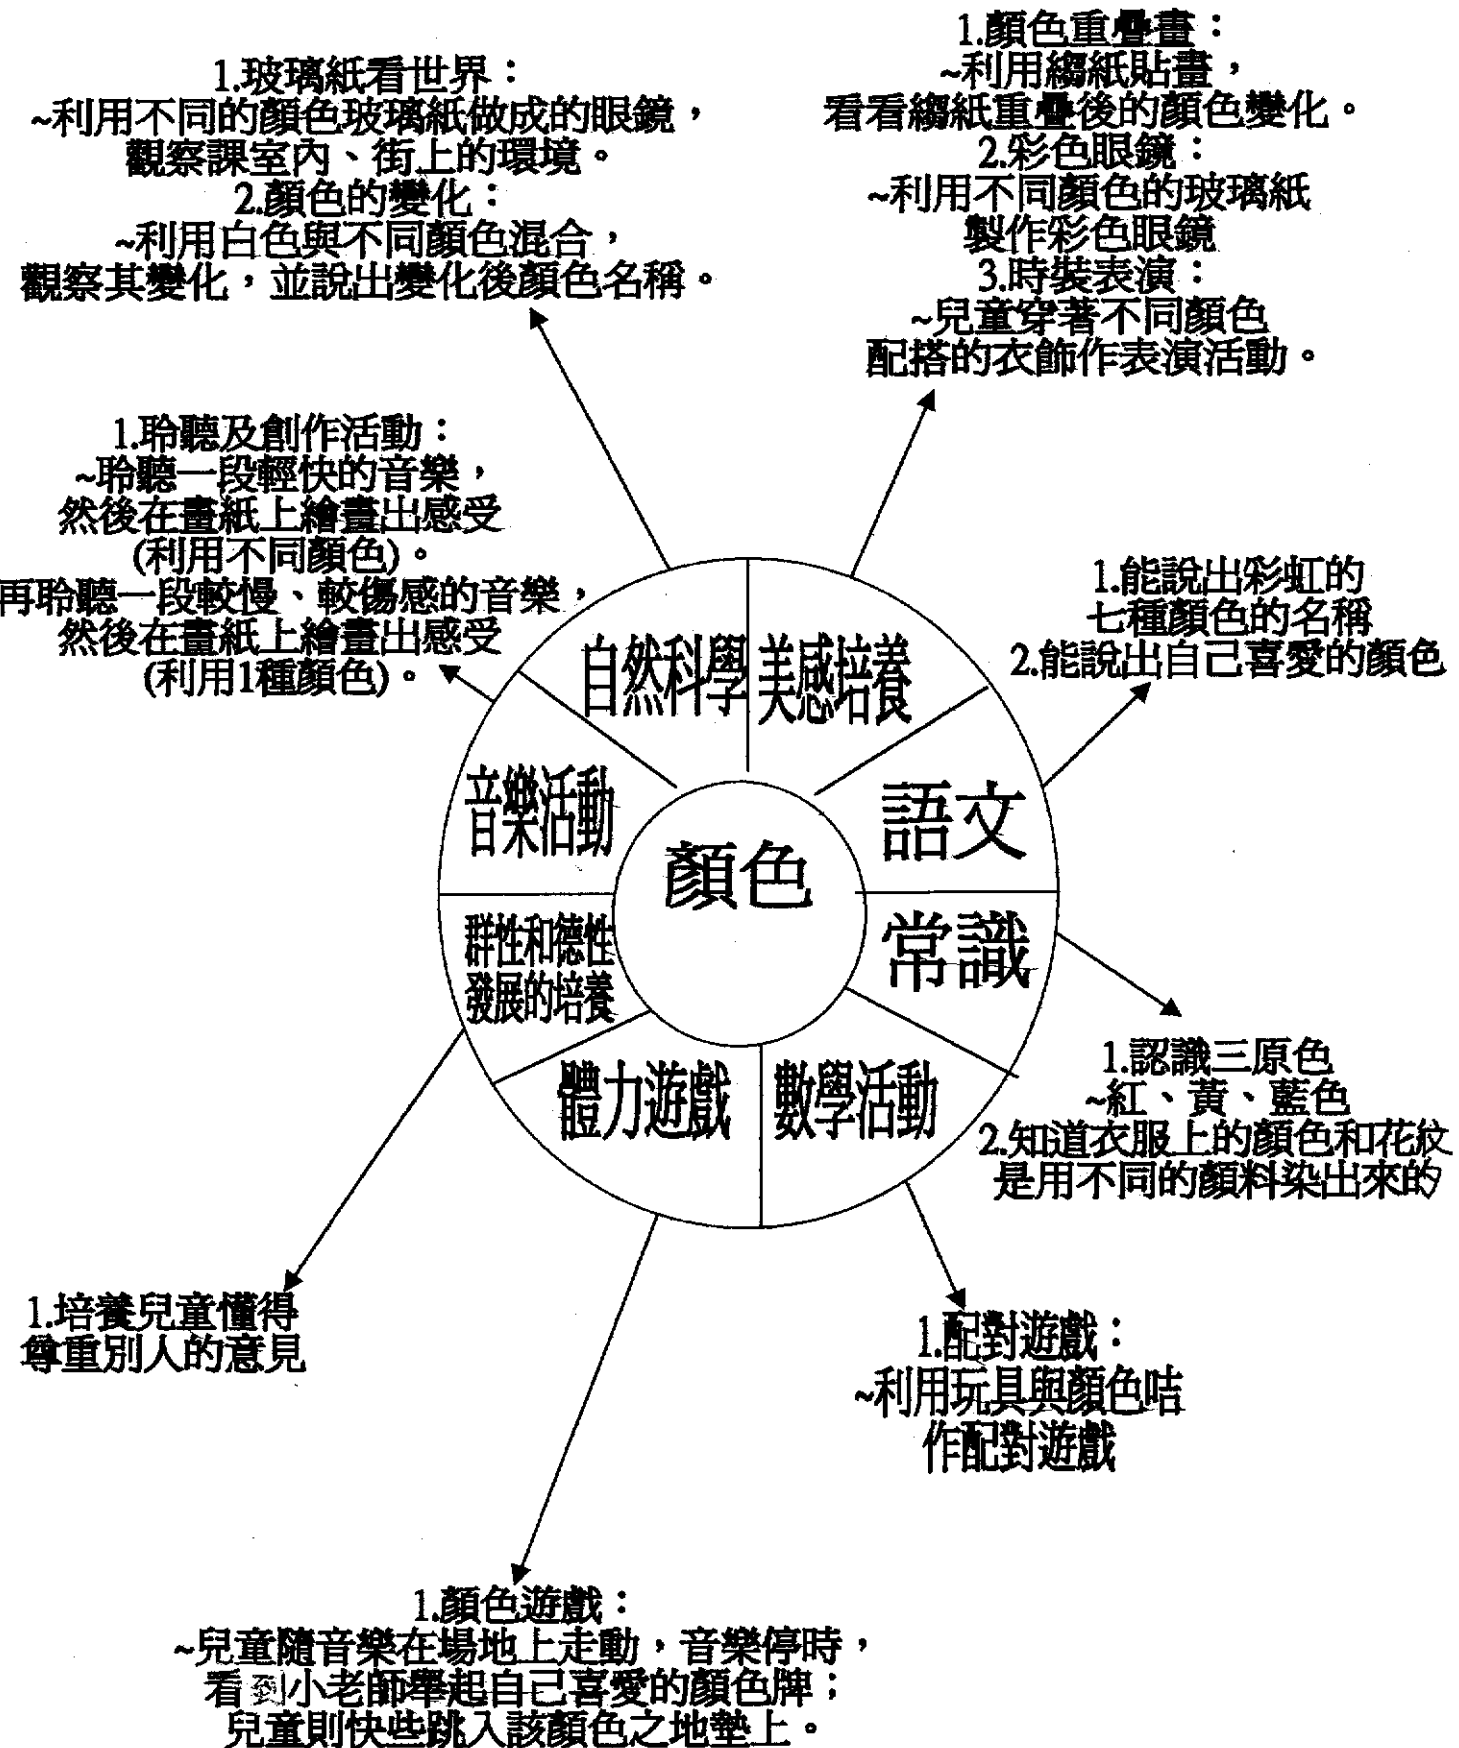 1.顏色重疊畫：
~利用縐紙貼畫，
看看縐紙重疊後的顏色變化。
2.彩色眼鏡：
~利用不同顏色的玻璃紙
製作彩色眼鏡
3.時裝表演：
~兒童穿著不同顏色
配搭的衣飾作表演活動。
1.玻璃紙看世界：
~利用不同的顏色玻璃紙做成的眼鏡，
觀察課室內、街上的環境。
2.顏色的變化：
~利用白色與不同顏色混合，
觀察其變化，並說出變化後顏色名稱。
1.聆聽及創作活動：
~聆聽一段輕快的音樂，
然後在畫紙上繪畫出感受
(利用不同顏色)。
再聆聽一段較慢、較傷感的音樂，
然後在畫紙上繪畫出感受
(利用1種顏色)。
1.能說出彩虹的
七種顏色的名稱
2.能說出自己喜愛的顏色
自然科學
美感培養
音樂活動
語文
顏色
群性和德性
發展的培養
常識
體力遊戲
數學活動
1.認識三原色
~紅、黃、藍色
2.知道衣服上的顏色和花紋
是用不同的顏料染出來的
1.培養兒童懂得
尊重別人的意見
1.配對遊戲：
~利用玩具與顏色咭
作配對遊戲
1.顏色遊戲：
~兒童隨音樂在場地上走動，音樂停時，
看到小老師舉起自己喜愛的顏色牌；
兒童則快些跳入該顏色之地墊上。